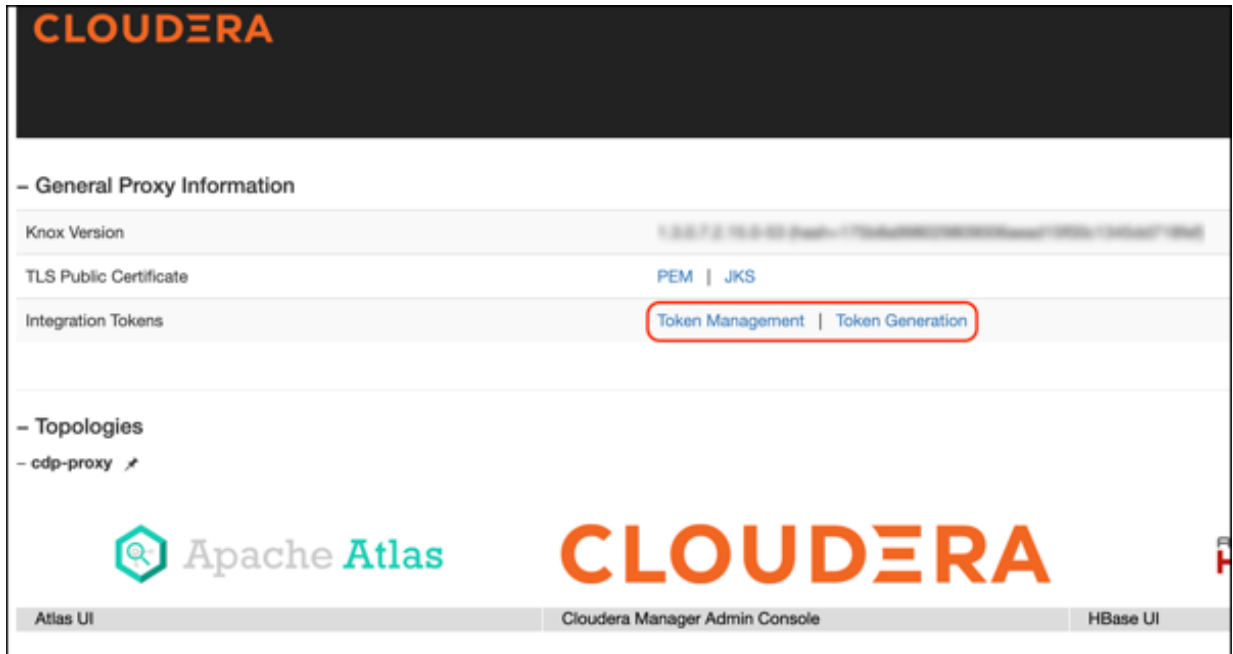 CLOUDERA
– General Proxy Information
Knox Version
TLS Public Certificate PEM | JKS
Integration Tokens Token Management | Token Generation
– Topologies
– cdp-proxy
Apache Atlas CLOUDERA
Atlas UI Cloudera Manager Admin Console HBase UI